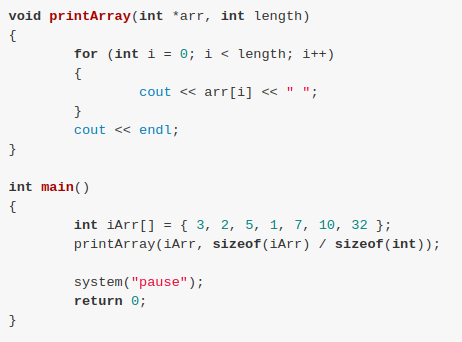 void printArray(int *arr, int length)
{
        for (int i = 0; i < length; i++)
        {
                cout << arr[i] << " ";
        }
        cout << endl;
}

int main()
{
        int iArr[] = { 3, 2, 5, 1, 7, 10, 32 };
        printArray(iArr, sizeof(iArr) / sizeof(int));

        system("pause");
        return 0;
}